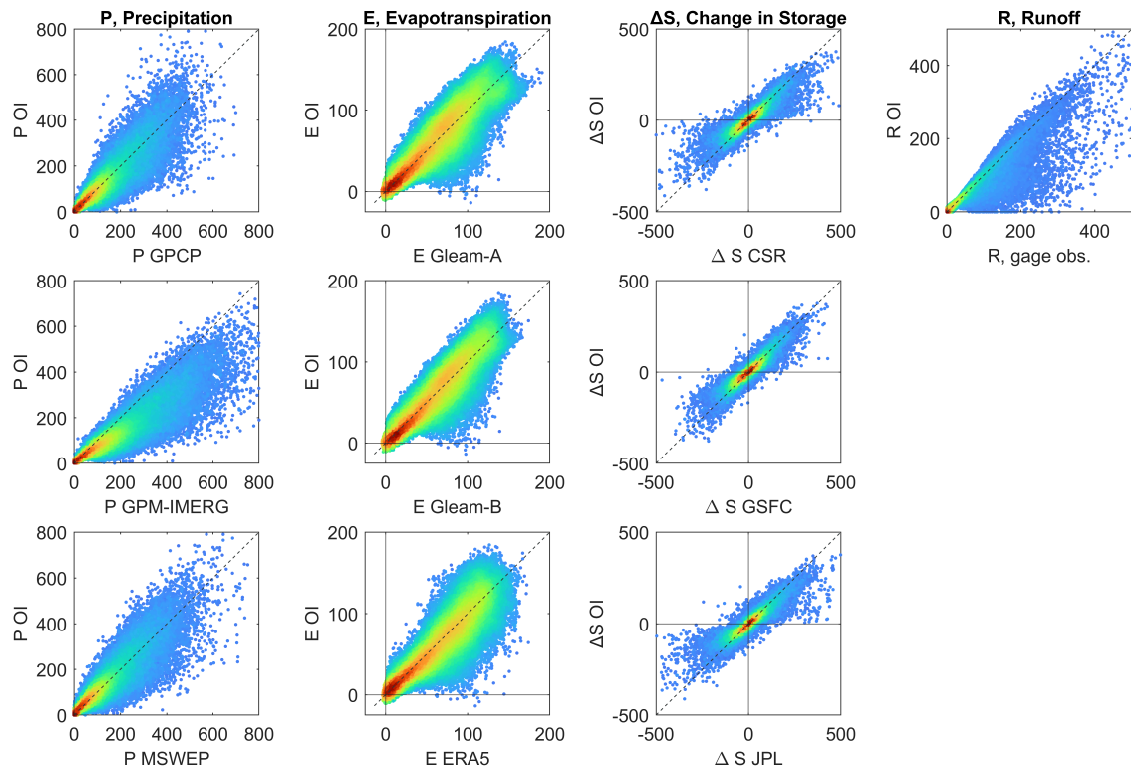 P, Precipitation
E, Evapotranspiration
ΔS, Change in Storage
R, Runoff
800
600
400
200
0
P OI
0 200 400 600 800
P GPCP
200
100
0
E OI
0 100 200
E Gleam-A
500
0
-500
ΔS OI
-500 0 500
Δ S CSR
400
200
0
R OI
0 200 400
R, gage obs.
800
600
400
200
0
P OI
0 200 400 600 800
P GPM-IMERG
200
100
0
E OI
0 100 200
E Gleam-B
500
0
-500
ΔS OI
-500 0 500
Δ S GSFC
800
600
400
200
0
P OI
0 200 400 600 800
P MSWEP
200
100
0
E OI
0 100 200
E ERA5
500
0
-500
ΔS OI
-500 0 500
Δ S JPL